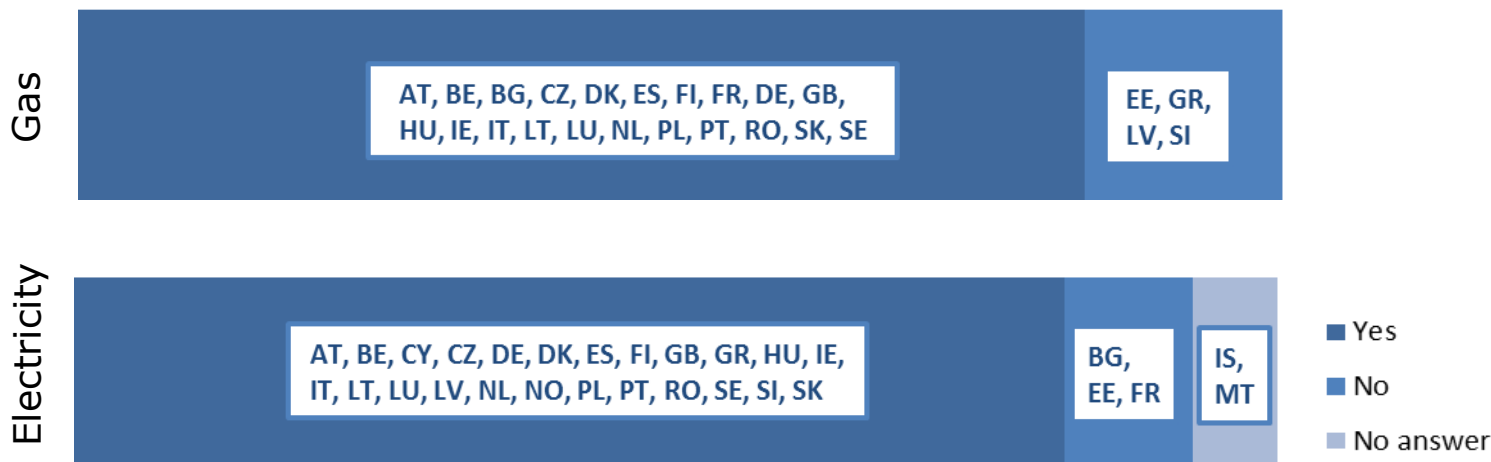 Gas
AT, BE, BG, CZ, DK, ES, FI, FR, DE, GB,
HU, IE, IT, LT, LU, NL, PL, PT, RO, SK, SE
EE, GR,
LV, SI
Electricity
AT, BE, CY, CZ, DE, DK, ES, FI, GB, GR, HU, IE,
IT, LT, LU, LV, NL, NO, PL, PT, RO, SE, SI, SK
BG,
EE, FR
IS,
MT
Yes
No
No answer